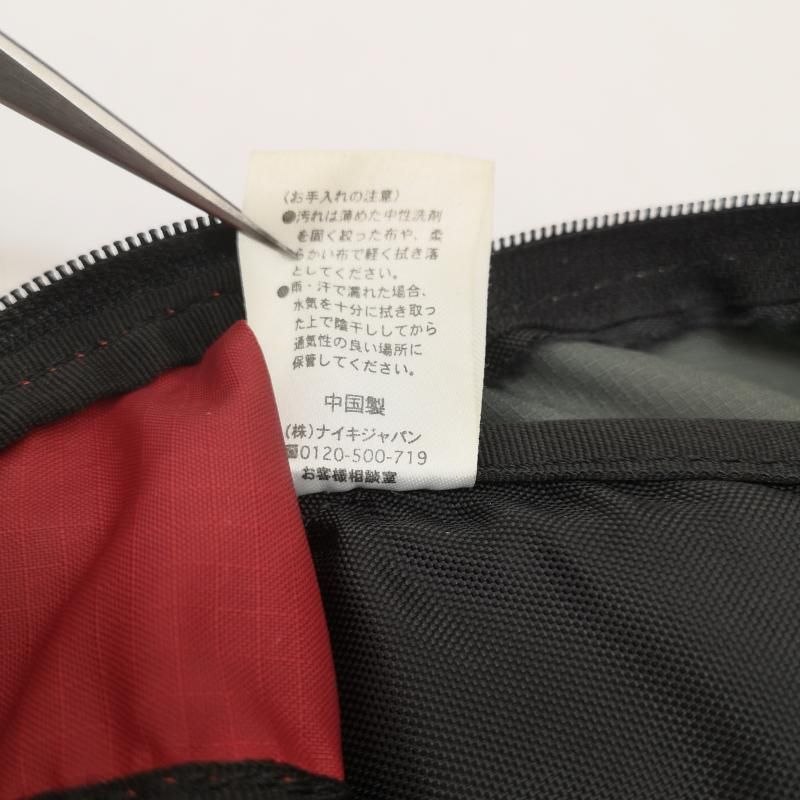 (お手入れの注意)
●汚れは薄めた中性洗剤
を固く絞った布や、柔
らかい布で軽く拭き落
としてください。
●雨・汗で濡れた場合、
水気を十分に拭き取っ
た上で陰干ししてから
通気性の良い場所に
保管してください。
中国製
(株)ナイキジャパン
0120-500-719
お客様相談室